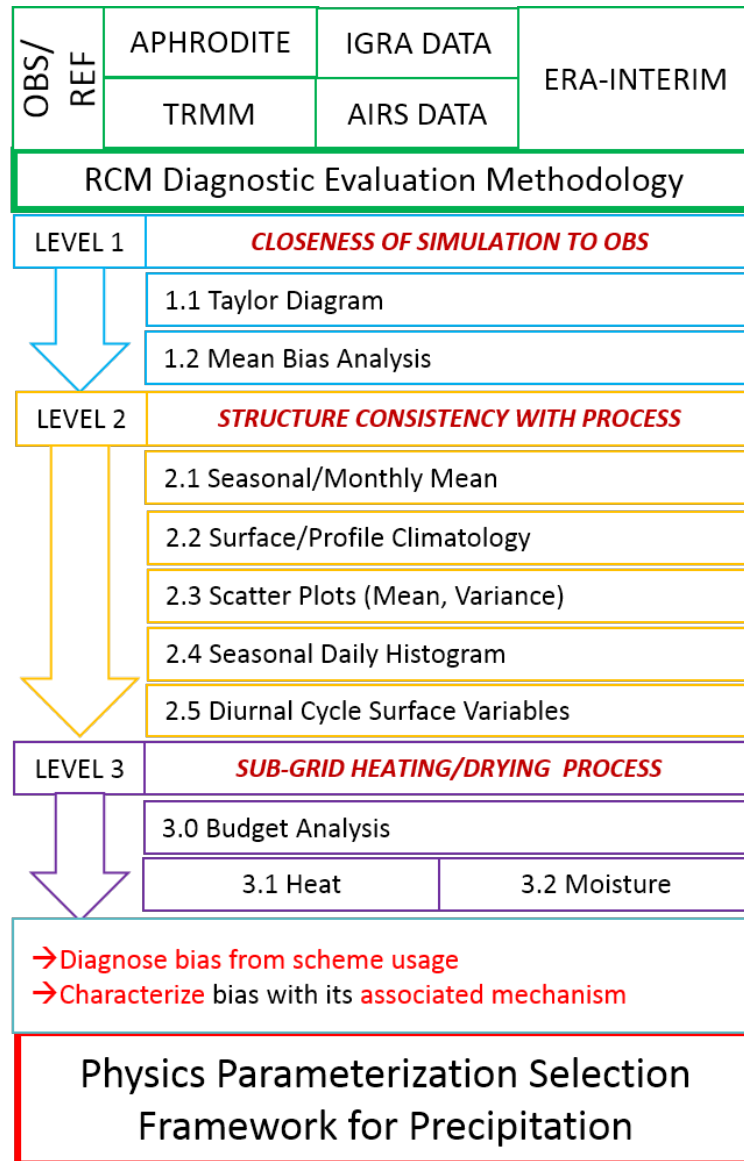 OBS/
REF
APHRODITE
IGRA DATA
ERA-INTERIM
TRMM
AIRS DATA
RCM Diagnostic Evaluation Methodology
LEVEL 1
CLOSENESS OF SIMULATION TO OBS
1.1 Taylor Diagram
1.2 Mean Bias Analysis
LEVEL 2
STRUCTURE CONSISTENCY WITH PROCESS
2.1 Seasonal/Monthly Mean
2.2 Surface/Profile Climatology
2.3 Scatter Plots (Mean, Variance)
2.4 Seasonal Daily Histogram
2.5 Diurnal Cycle Surface Variables
LEVEL 3
SUB-GRID HEATING/DRYING PROCESS
3.0 Budget Analysis
3.1 Heat
3.2 Moisture
→Diagnose bias from scheme usage
→Characterize bias with its associated mechanism
Physics Parameterization Selection
Framework for Precipitation